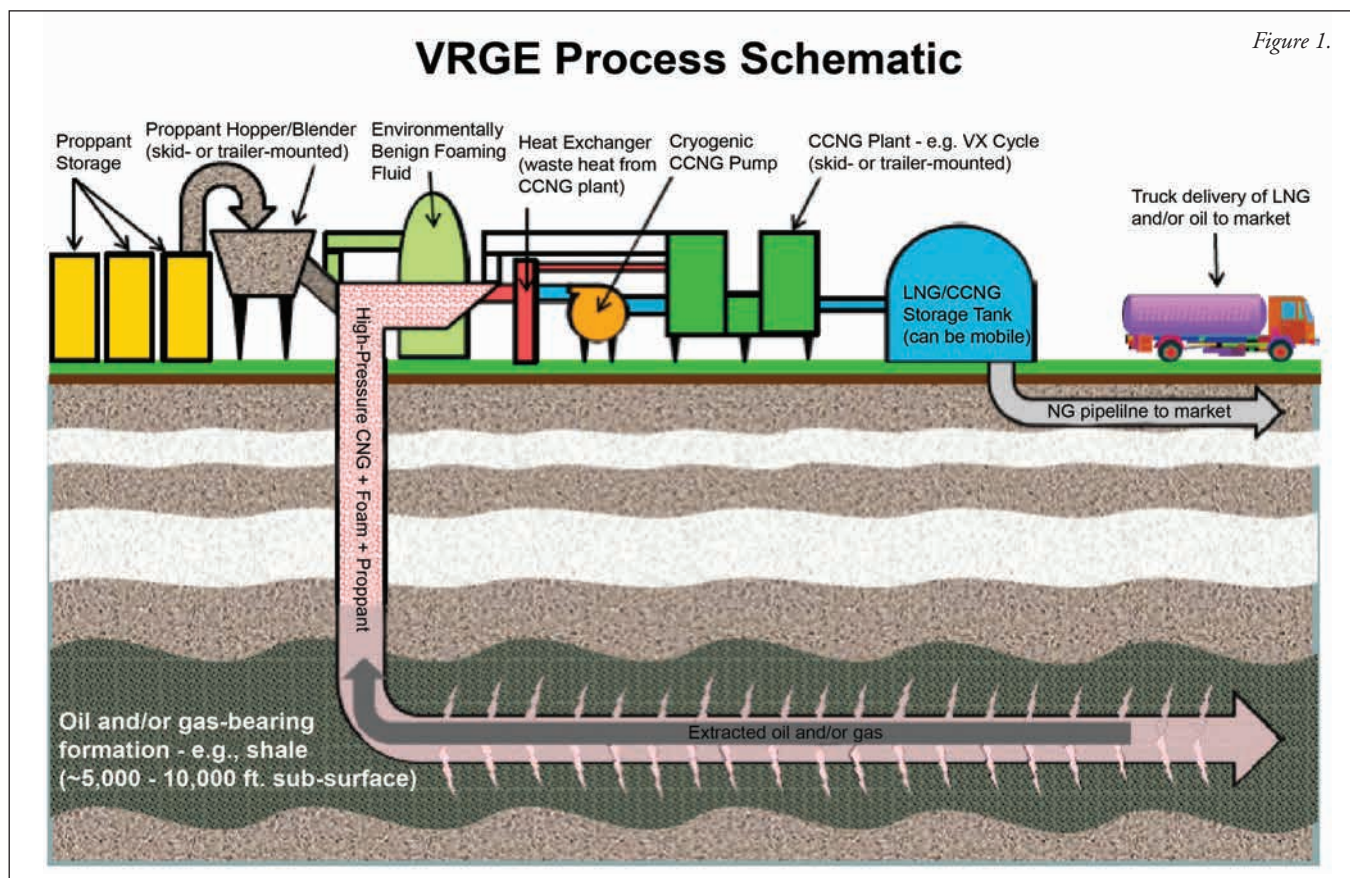 Figure 1.
VRGE Process Schematic
Proppant
Storage
Proppant Hopper/Blender
(skid- or trailer-mounted)
Environmentally
Benign Foaming
Fluid
Heat Exchanger
(waste heat from
CCNG plant)
Cryogenic
CCNG Pump
CCNG Plant - e.g. VX Cycle
(skid- or trailer-mounted)
Truck delivery of LNG
and/or oil to market
LNG/CCNG
Storage Tank
(can be mobile)
NG pipelilne to market
High-Pressure CNG + Foam + Proppant
Extracted oil and/or gas
Oil and/or gas-bearing
formation - e.g., shale
(~5,000 - 10,000 ft. sub-surface)